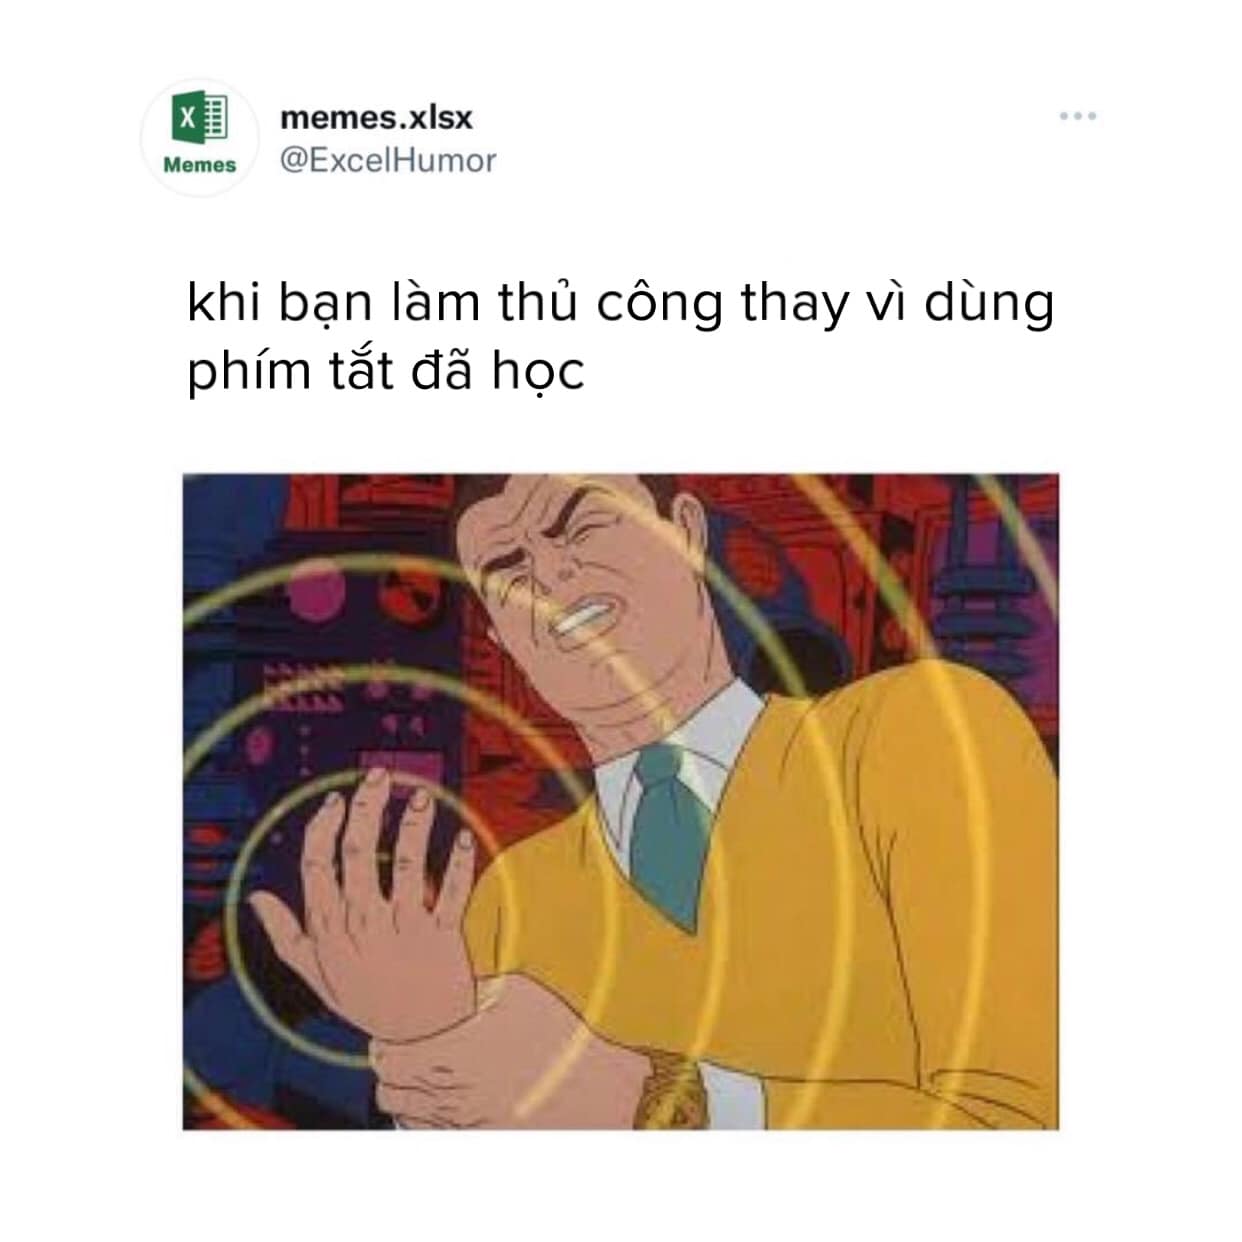 X
Memes
memes.xlsx
@ExcelHumor
khi bạn làm thủ công thay vì dùng
phím tắt đã học